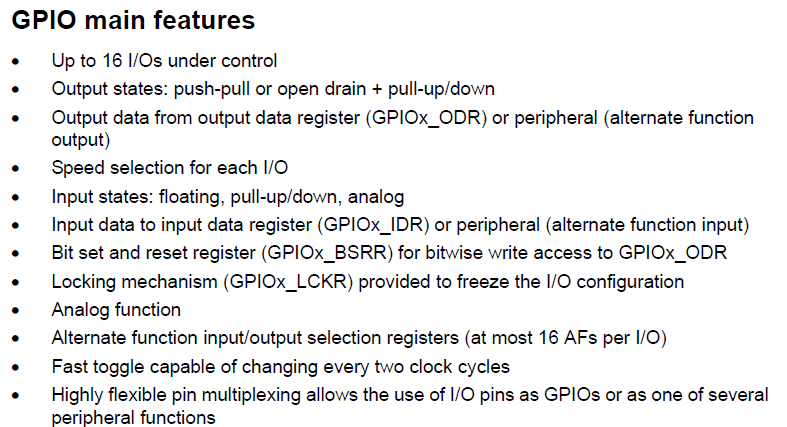 GPIO main features
• Up to 16 I/Os under control
• Output states: push-pull or open drain + pull-up/down
• Output data from output data register (GPIOx_ODR) or peripheral (alternate function
output)
• Speed selection for each I/O
• Input states: floating, pull-up/down, analog
• Input data to input data register (GPIOx_IDR) or peripheral (alternate function input)
• Bit set and reset register (GPIOx_BSRR) for bitwise write access to GPIOx_ODR
• Locking mechanism (GPIOx_LCKR) provided to freeze the I/O configuration
• Analog function
• Alternate function input/output selection registers (at most 16 AFs per I/O)
• Fast toggle capable of changing every two clock cycles
• Highly flexible pin multiplexing allows the use of I/O pins as GPIOs or as one of several
peripheral functions